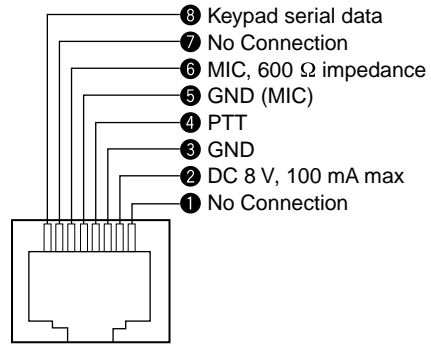 ❽ Keypad serial data
❼ No Connection
❻ MIC, 600 Ω impedance
❺ GND (MIC)
❹ PTT
❸ GND
❷ DC 8 V, 100 mA max
❶ No Connection